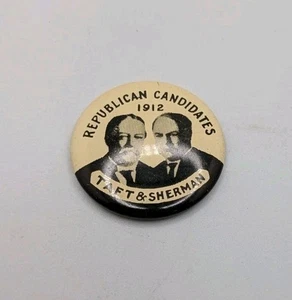 REPUBLICAN CANDIDATES
1912
TAFT & SHERMAN